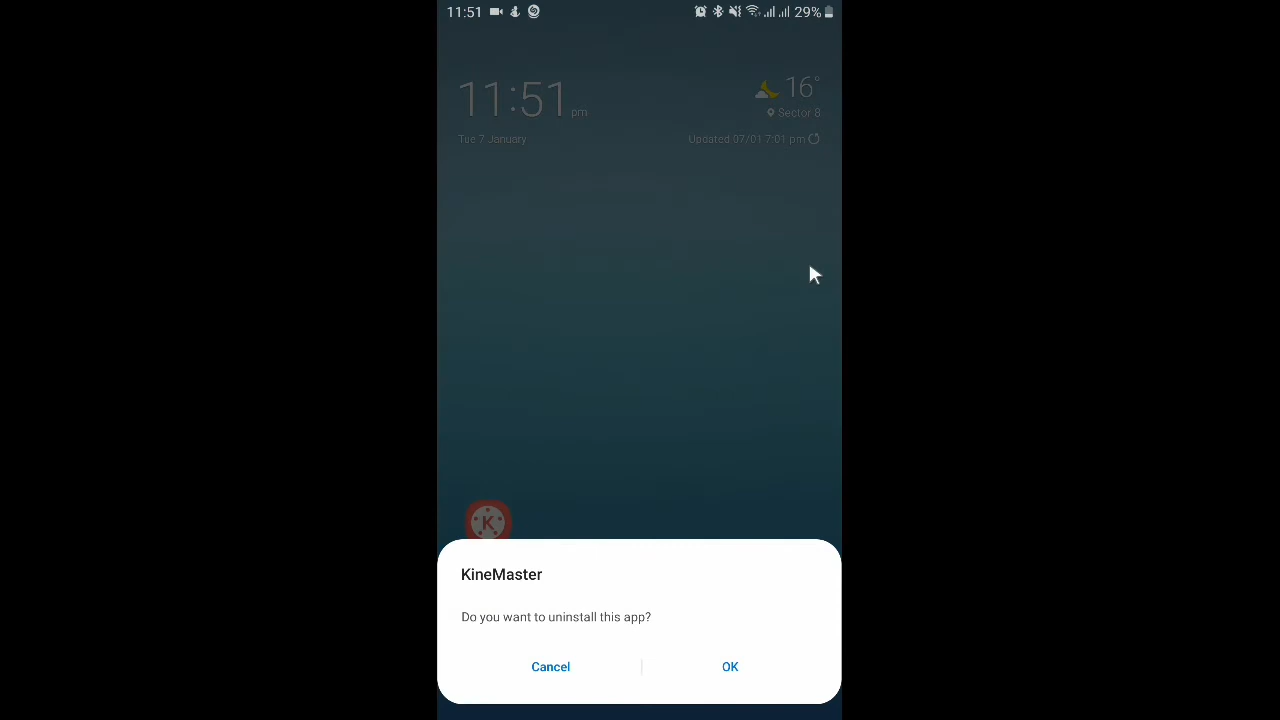 11:51 29%
11:51 pm
16°
Sector 8
Tue 7 January
Updated 07/01 7:01 pm
K
KineMaster
Do you want to uninstall this app?
Cancel OK